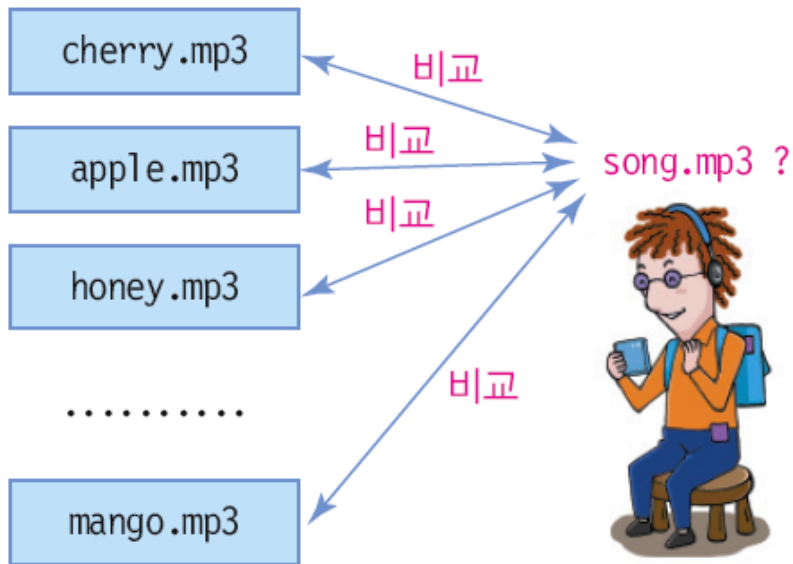 cherry.mp3
비교
비교
apple.mp3
song.mp3 ?
비교
honey.mp3
비교
..........
mango.mp3